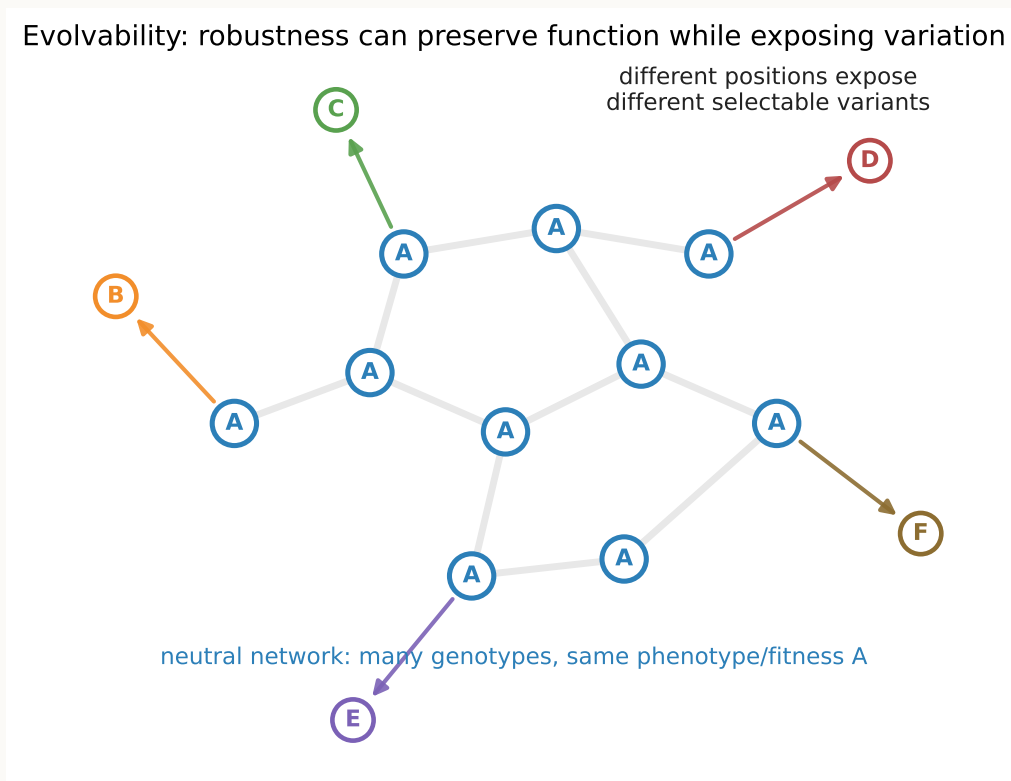 Evolvability: robustness can preserve function while exposing variation
different positions expose
different selectable variants
C
D
A
A
A
B
A
A
A
A
A
F
A
A
neutral network: many genotypes, same phenotype/fitness A
E